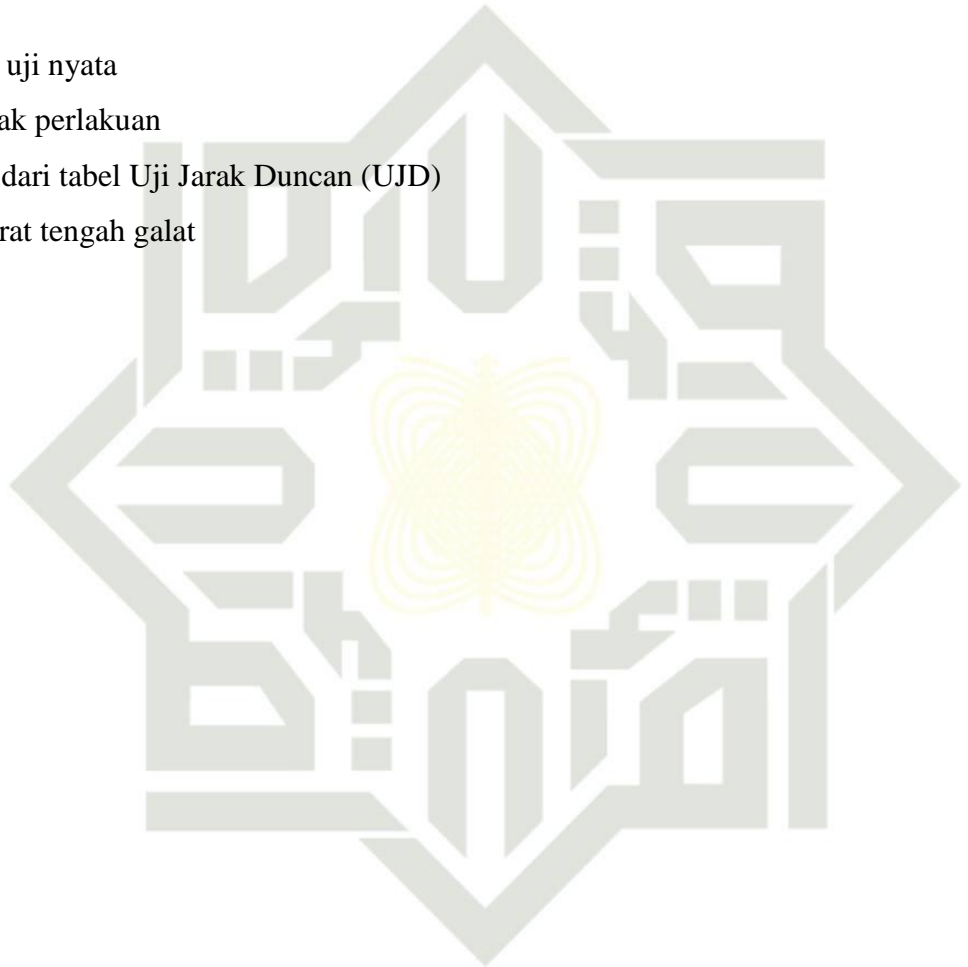 uji nyata
ak perlakuan
dari tabel Uji Jarak Duncan (UJD)
rat tengah galat